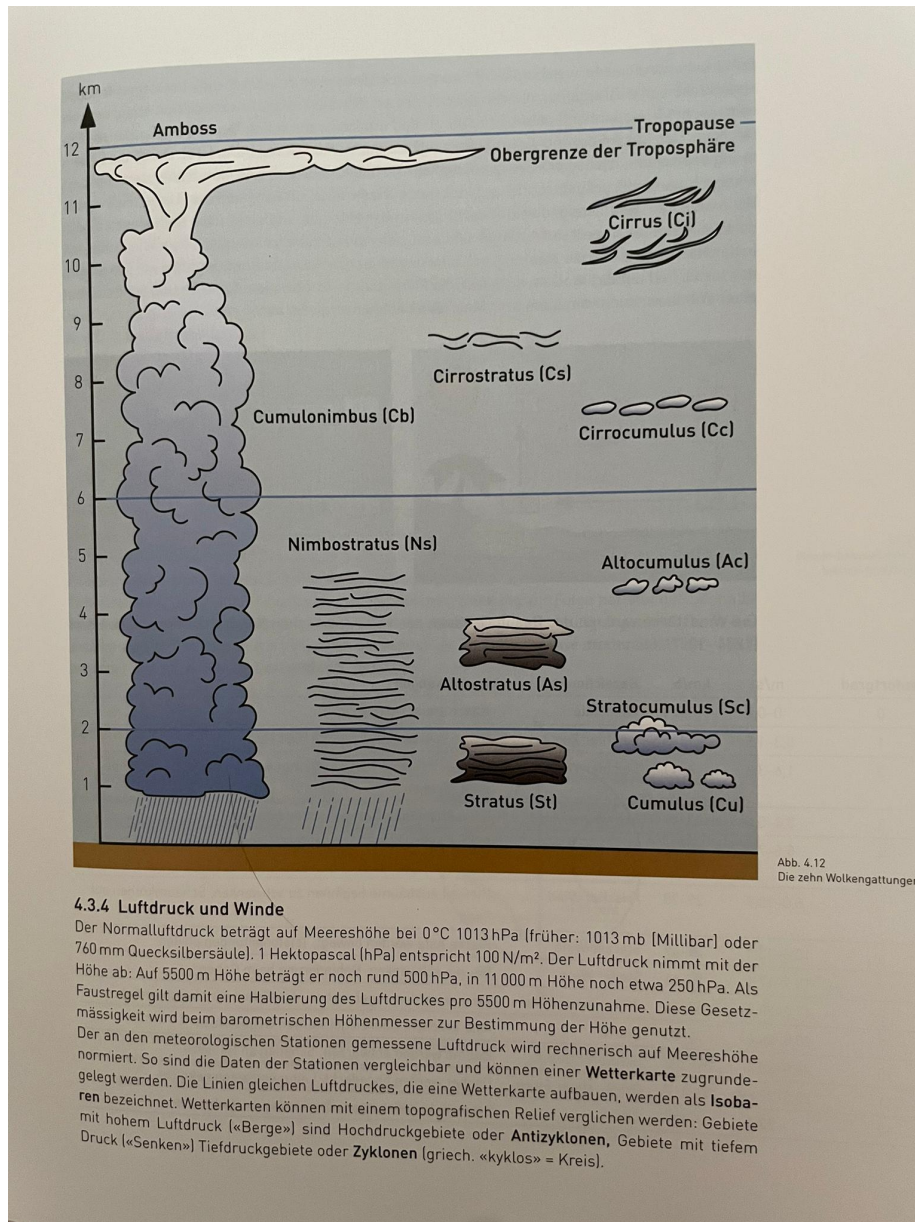 km
Amboss
Tropopause
Obergrenze der Troposphäre
12
11
Cirrus (Ci)
10
9
Cirrostratus (Cs)
8
Cumulonimbus (Cb)
Cirrocumulus (Cc)
7
6
Nimbostratus (Ns)
5
Altocumulus (Ac)
4
3
Altostratus (As)
Stratocumulus (Sc)
2
1
Stratus (St)
Cumulus (Cu)
Abb. 4.12
Die zehn Wolkengattungen
4.3.4 Luftdruck und Winde
Der Normalluftdruck beträgt auf Meereshöhe bei 0°C 1013 hPa (früher: 1013 mb [Millibar] oder
760 mm Quecksilbersäule). 1 Hektopascal (hPa) entspricht 100 N/m². Der Luftdruck nimmt mit der
Höhe ab: Auf 5500 m Höhe beträgt er noch rund 500 hPa, in 11 000 m Höhe noch etwa 250 hPa. Als
Faustregel gilt damit eine Halbierung des Luftdruckes pro 5500 m Höhenzunahme. Diese Gesetz-
mässigkeit wird beim barometrischen Höhenmesser zur Bestimmung der Höhe genutzt.
Der an den meteorologischen Stationen gemessene Luftdruck wird rechnerisch auf Meereshöhe
normiert. So sind die Daten der Stationen vergleichbar und können einer Wetterkarte zugrunde-
gelegt werden. Die Linien gleichen Luftdruckes, die eine Wetterkarte aufbauen, werden als Isoba-
ren bezeichnet. Wetterkarten können mit einem topografischen Relief verglichen werden: Gebiete
mit hohem Luftdruck («Berge») sind Hochdruckgebiete oder Antizyklonen, Gebiete mit tiefem
Druck («Senken») Tiefdruckgebiete oder Zyklonen (griech. «kyklos» = Kreis).